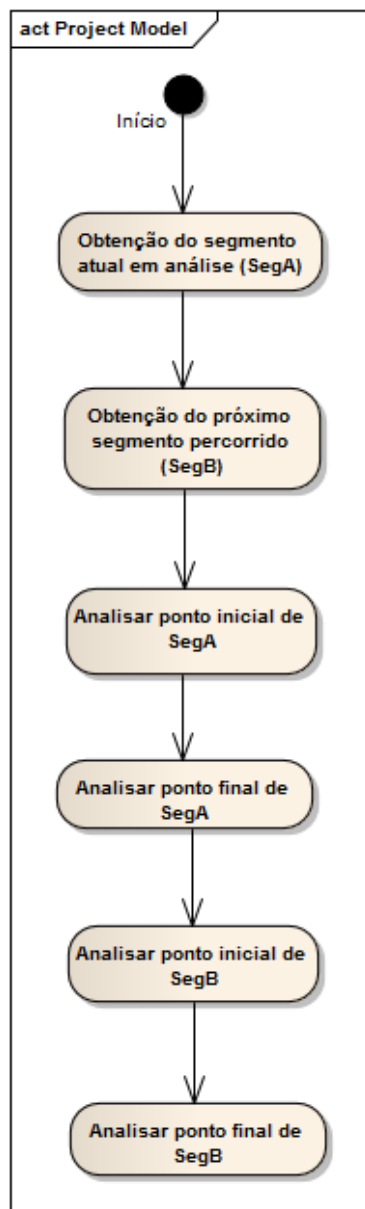 act Project Model
Início
Obtenção do segmento
atual em análise (SegA)
Obtenção do próximo
segmento percorrido
(SegB)
Analisar ponto inicial de
SegA
Analisar ponto final de
SegA
Analisar ponto inicial de
SegB
Analisar ponto final de
SegB